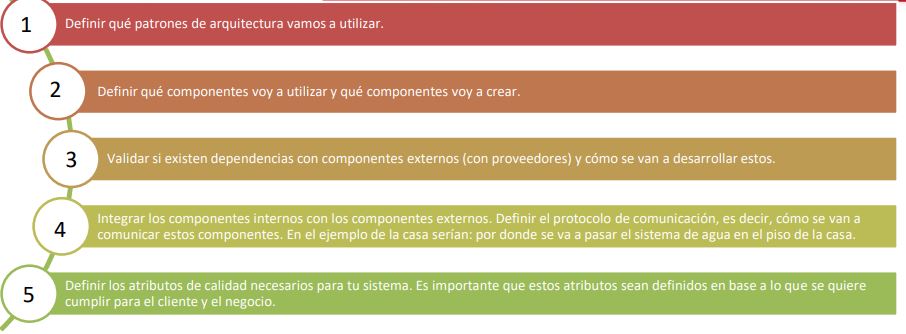 1
Definir qué patrones de arquitectura vamos a utilizar.
2
Definir qué componentes voy a utilizar y qué componentes voy a crear.
3
Validar si existen dependencias con componentes externos (con proveedores) y cómo se van a desarrollar estos.
4
Integrar los componentes internos con los componentes externos. Definir el protocolo de comunicación, es decir, cómo se van a
comunicar estos componentes. En el ejemplo de la casa serían: por donde se va a pasar el sistema de agua en el piso de la casa.
5
Definir los atributos de calidad necesarios para tu sistema. Es importante que estos atributos sean definidos en base a lo que se quiere
cumplir para el cliente y el negocio.